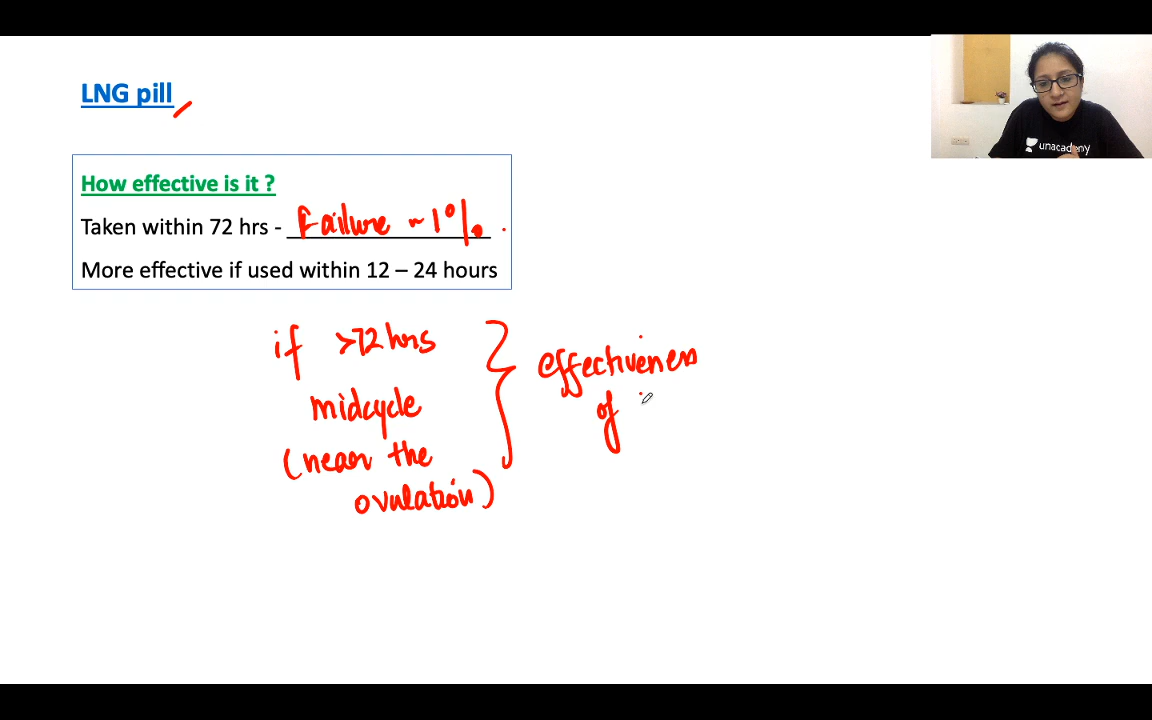 LNG pill
unacademy
How effective is it ?
Taken within 72 hrs - Failure ~1%.
More effective if used within 12 – 24 hours
if >72 hrs
midcycle
(near the
ovulation)
effectiveness
of